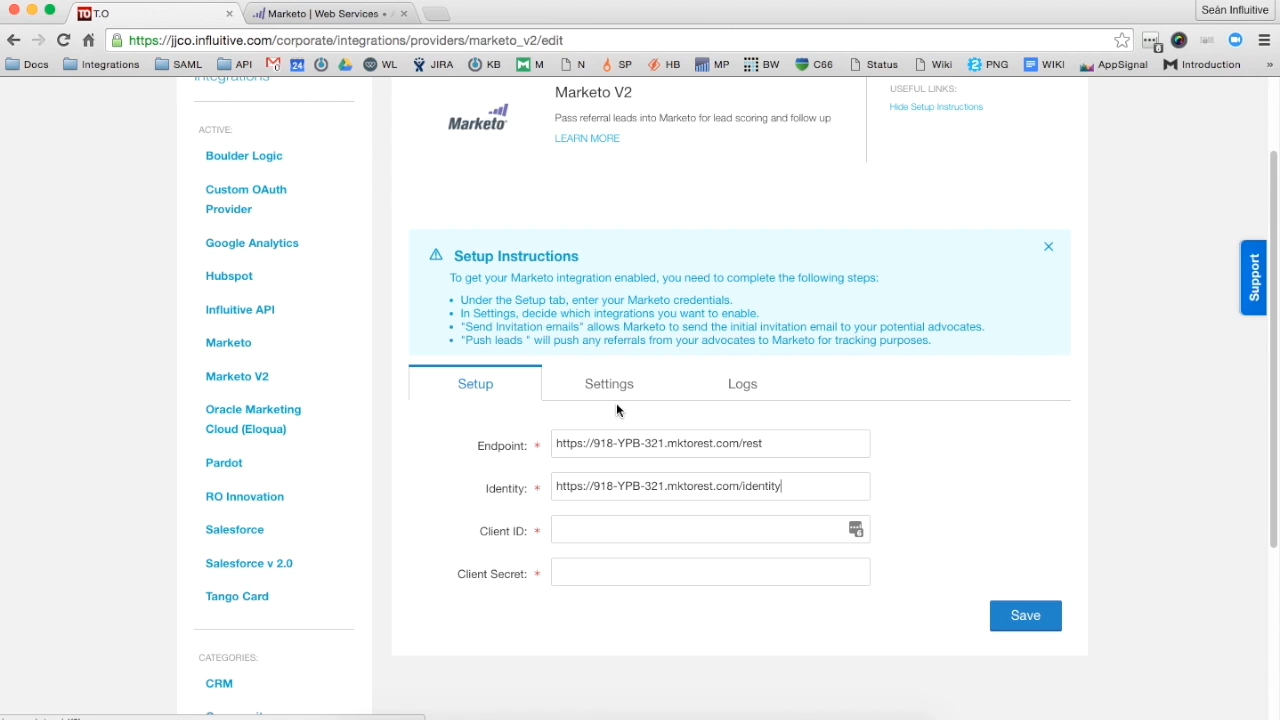 T.O
Marketo | Web Services •
Seán Influitive
https://jjco.influitive.com/corporate/integrations/providers/marketo_v2/edit
Docs
Integrations
SAML
API
24
WL
JIRA
KB
M
N
SP
HB
MP
BW
C66
Status
Wiki
PNG
WIKI
AppSignal
Introduction
»
Integrations
ACTIVE:
Boulder Logic
Custom OAuth
Provider
Google Analytics
Hubspot
Influitive API
Marketo
Marketo V2
Oracle Marketing
Cloud (Eloqua)
Pardot
RO Innovation
Salesforce
Salesforce v 2.0
Tango Card
CATEGORIES:
CRM
Marketo
Marketo V2
Pass referral leads into Marketo for lead scoring and follow up
LEARN MORE
USEFUL LINKS:
Hide Setup Instructions
Setup Instructions
To get your Marketo integration enabled, you need to complete the following steps:
• Under the Setup tab, enter your Marketo credentials.
• In Settings, decide which integrations you want to enable.
• "Send Invitation emails" allows Marketo to send the initial invitation email to your potential advocates.
• "Push leads " will push any referrals from your advocates to Marketo for tracking purposes.
Setup
Settings
Logs
Endpoint: * https://918-YPB-321.mktorest.com/rest
Identity: * https://918-YPB-321.mktorest.com/identity
Client ID: *
Client Secret: *
Save
Support